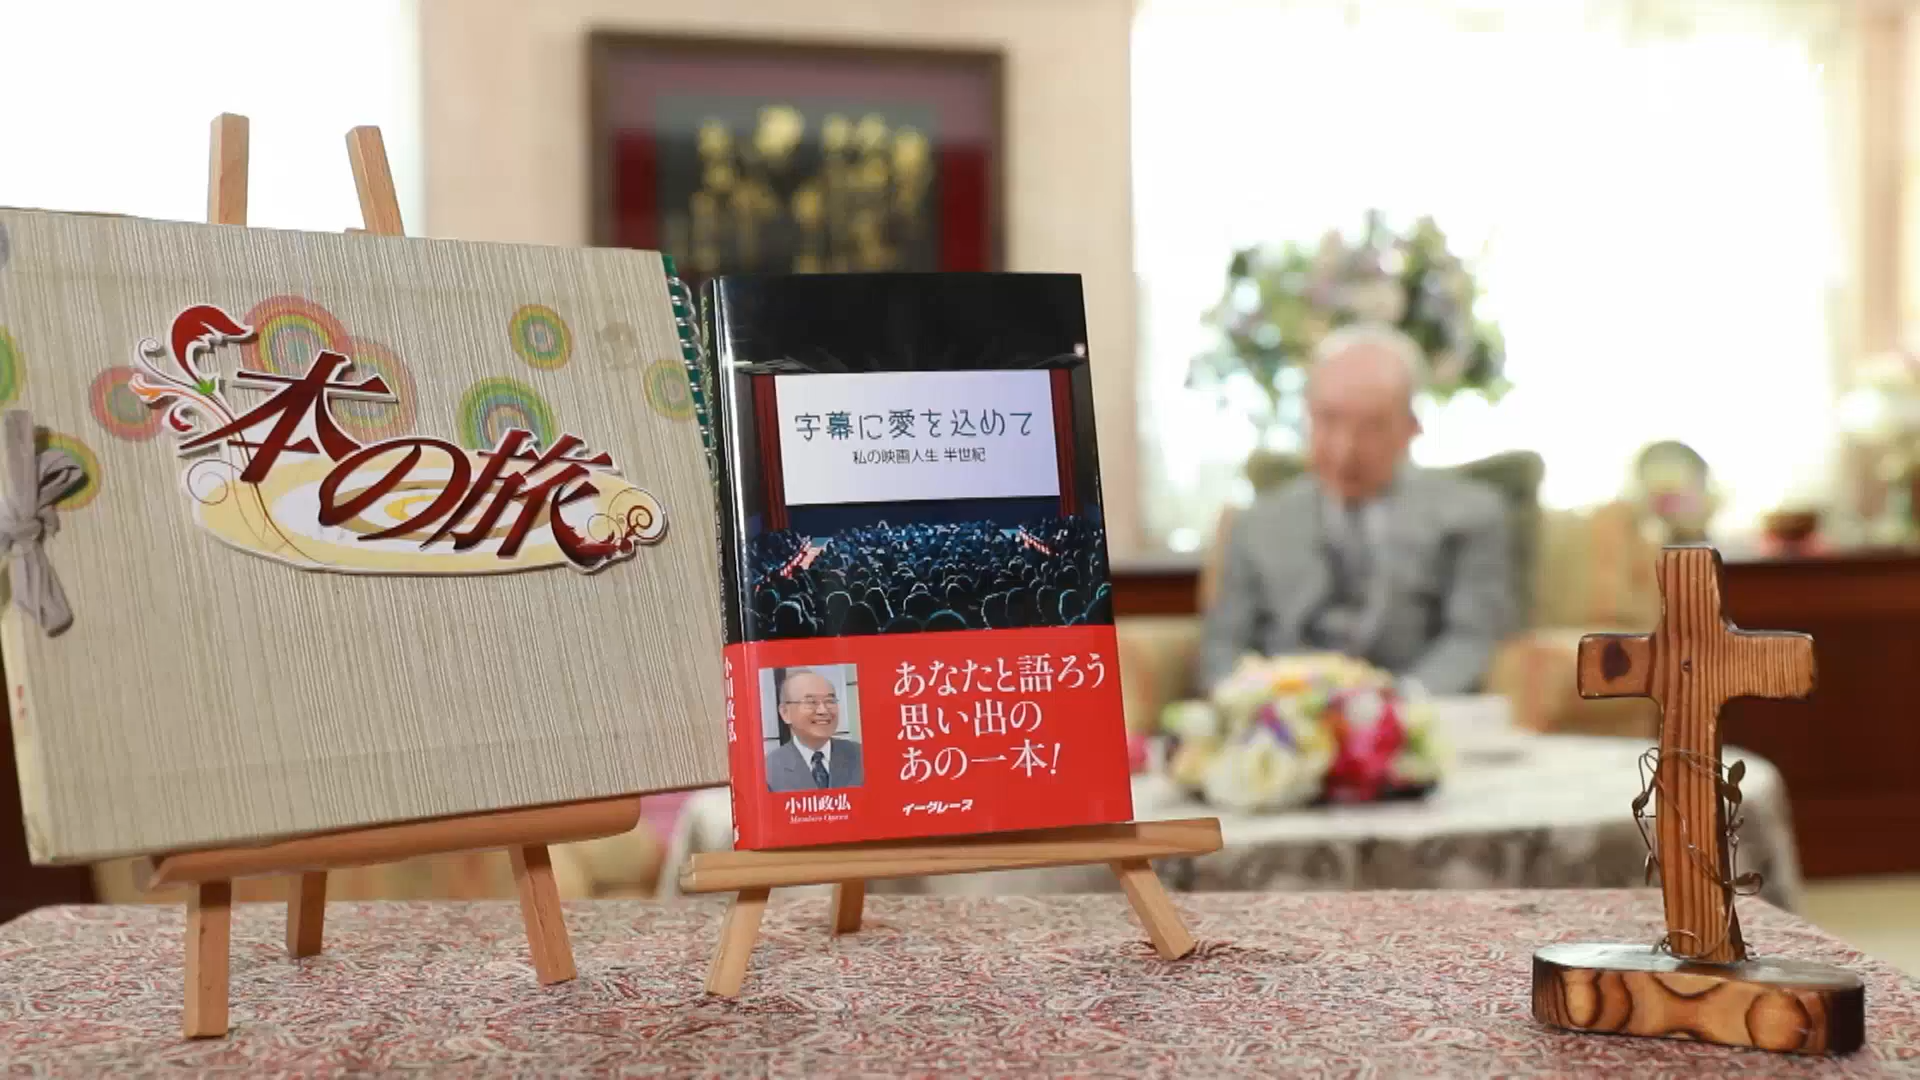 本の旅
字幕に愛を込めて
私の映画人生 半世紀
あなたと語ろう
思い出の
あの一本!
小川政弘
イーグレープ
小川政弘